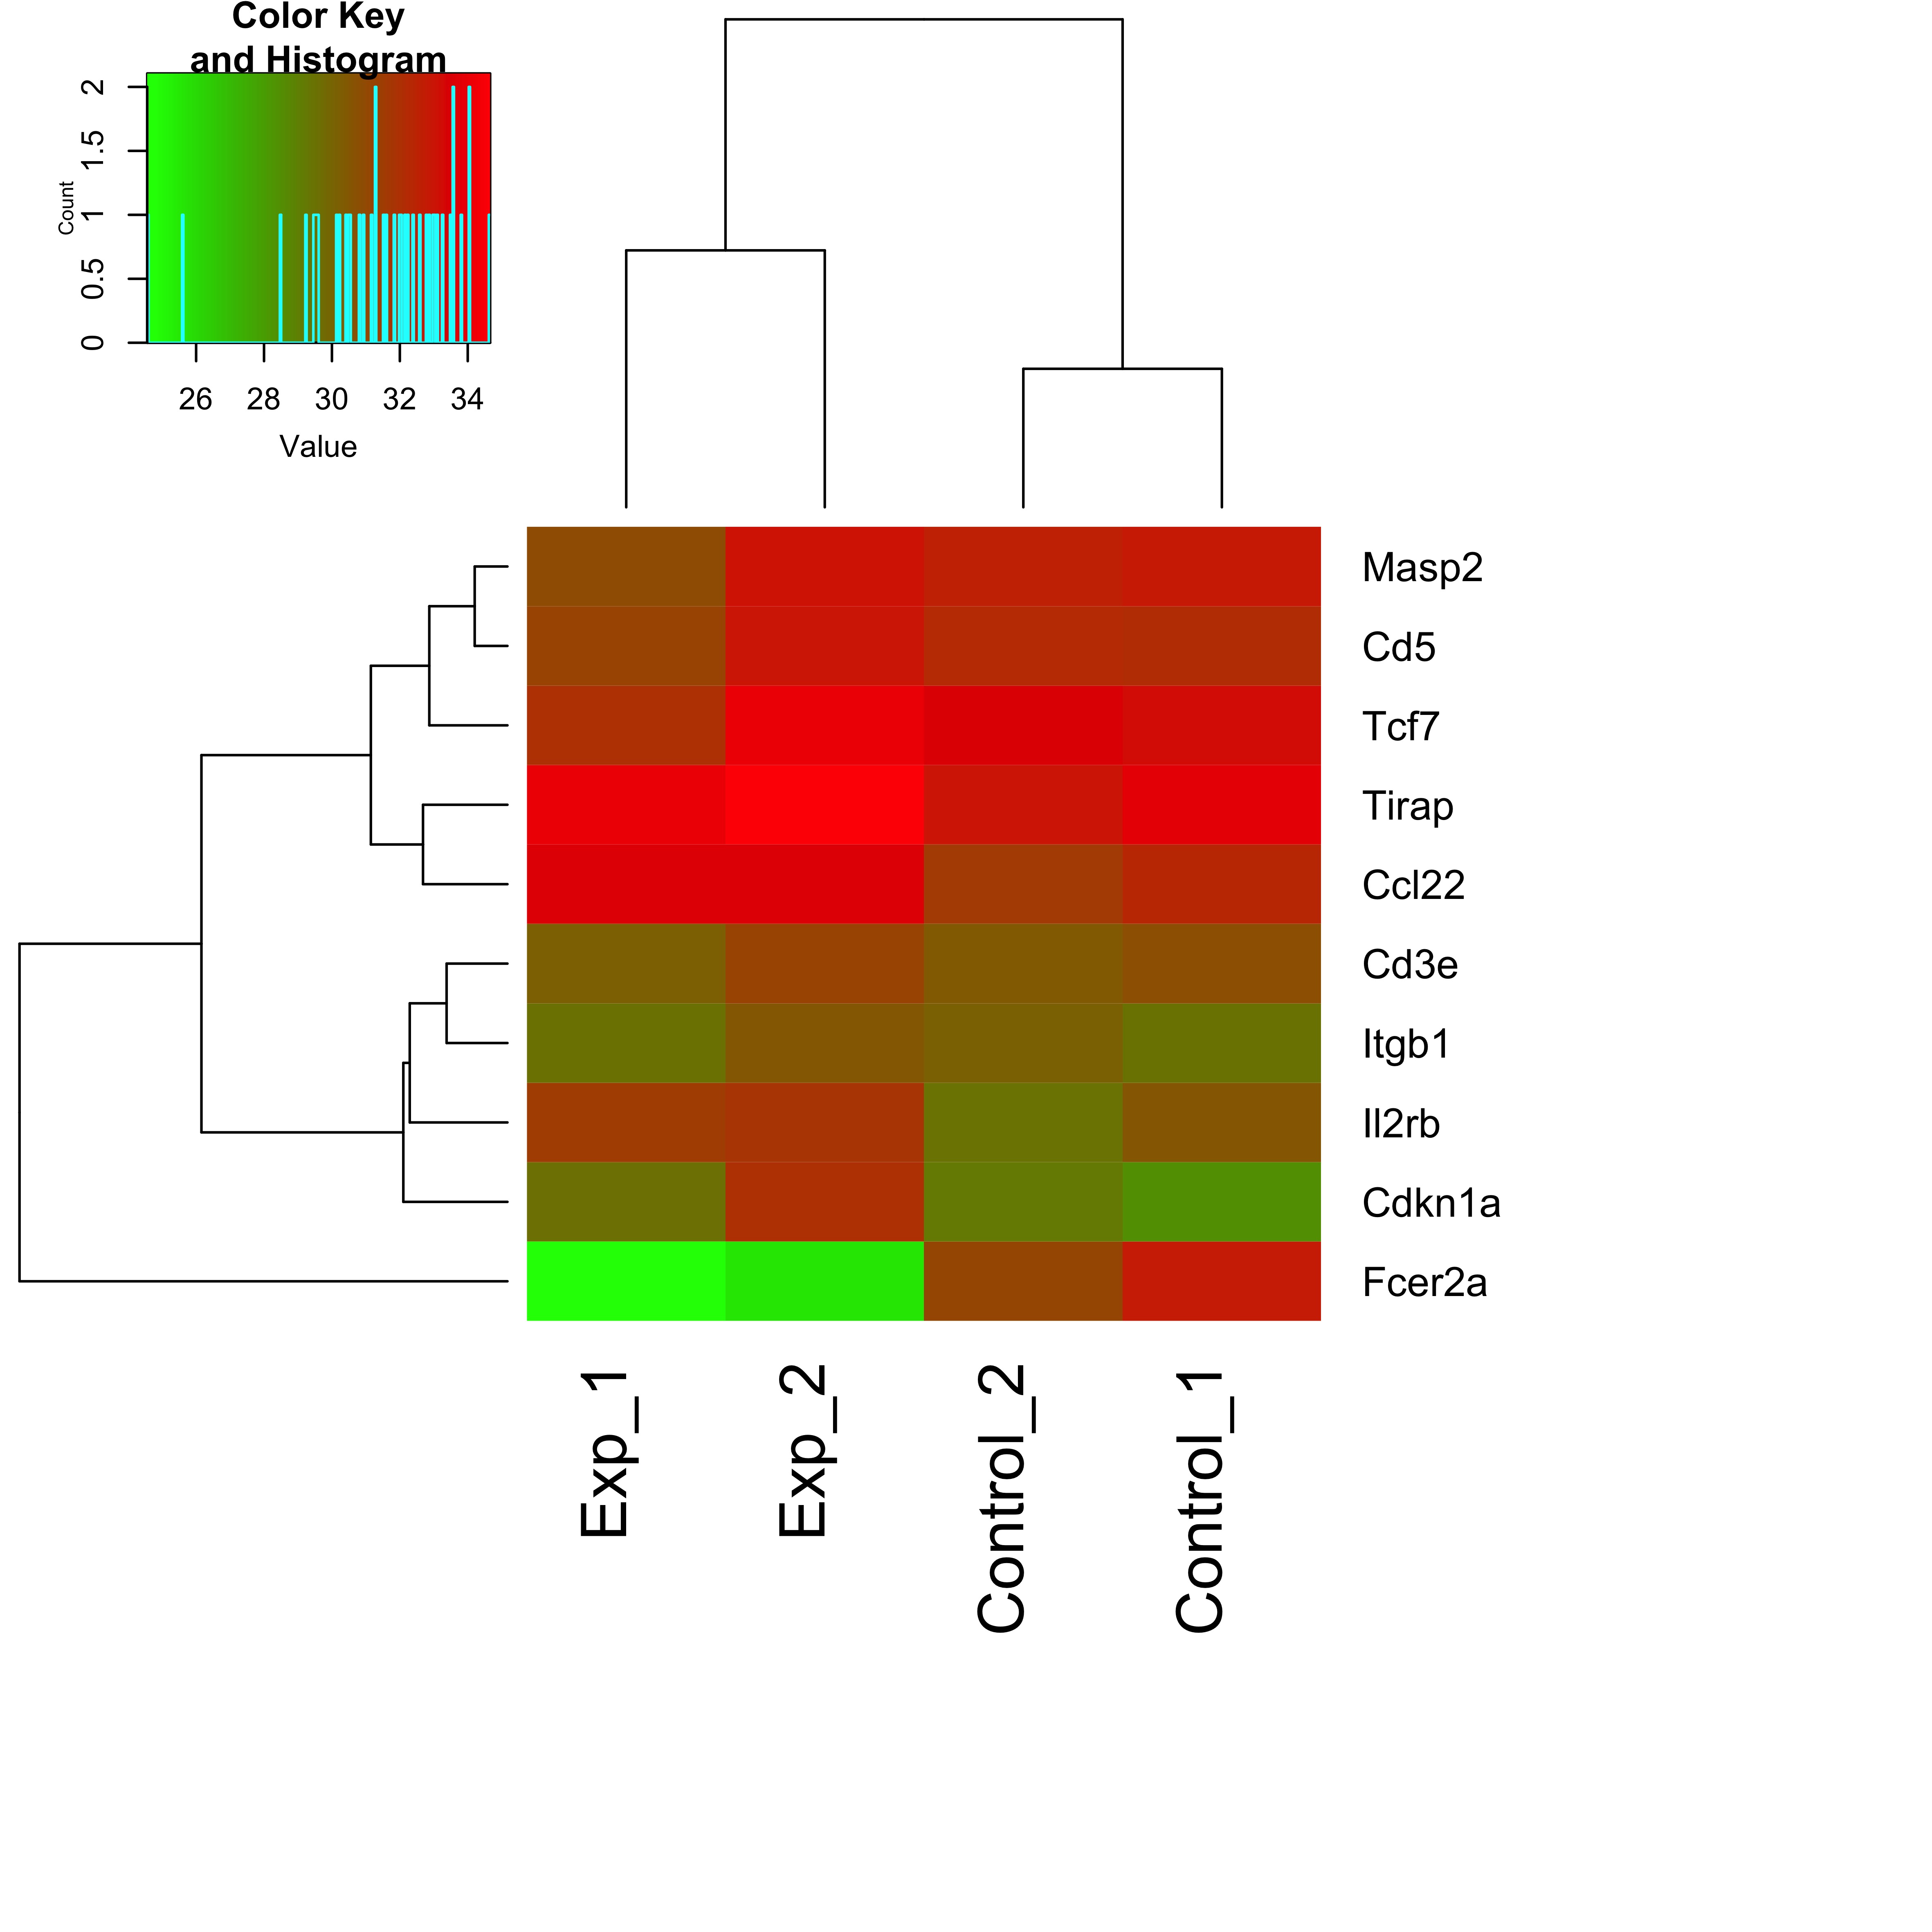 Color Key
and Histogram
Count
0 0.5 1 1.5 2
26 28 30 32 34
Value
Masp2
Cd5
Tcf7
Tirap
Ccl22
Cd3e
Itgb1
Il2rb
Cdkn1a
Fcer2a
Exp_1
Exp_2
Control_2
Control_1